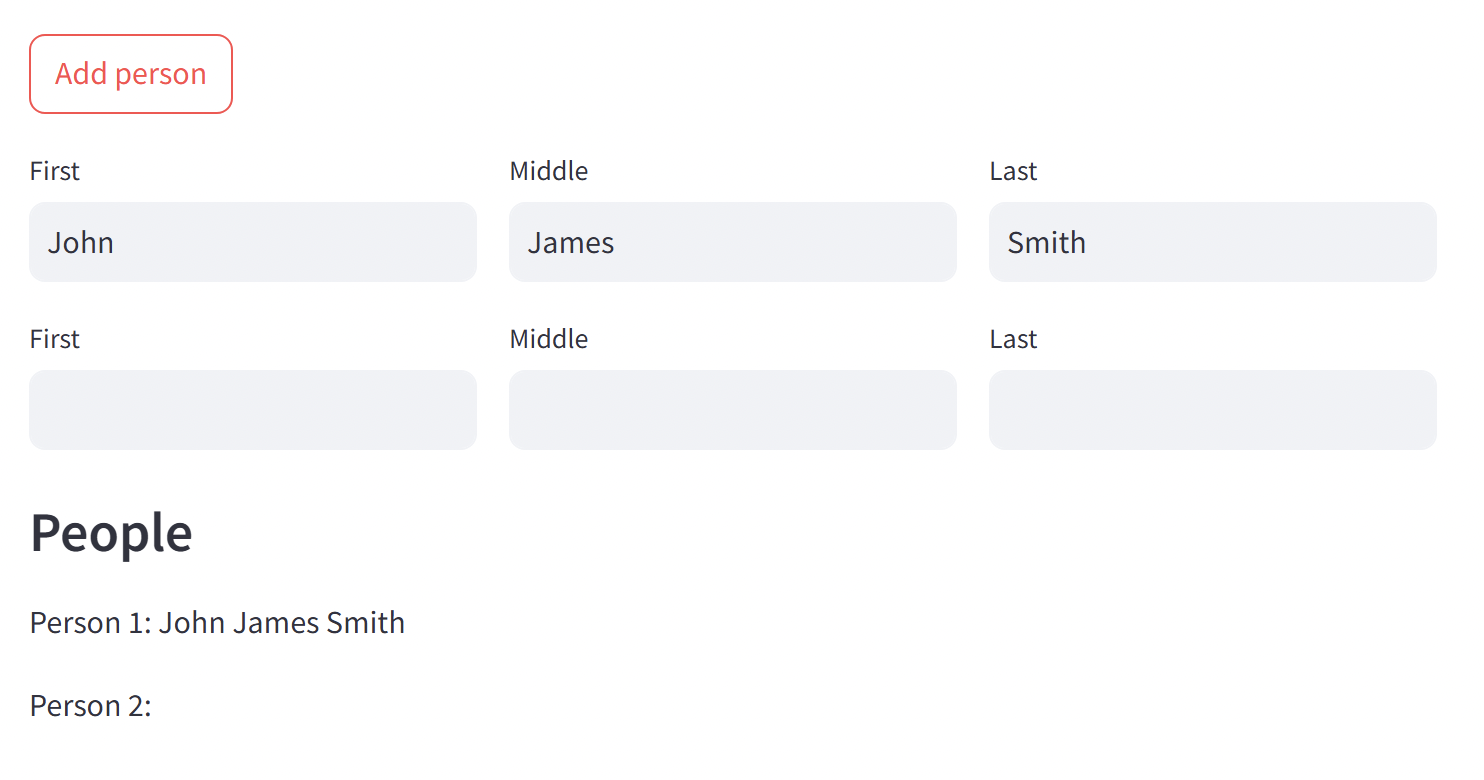 Add person
First Middle Last
John James Smith
First Middle Last
People
Person 1: John James Smith
Person 2: